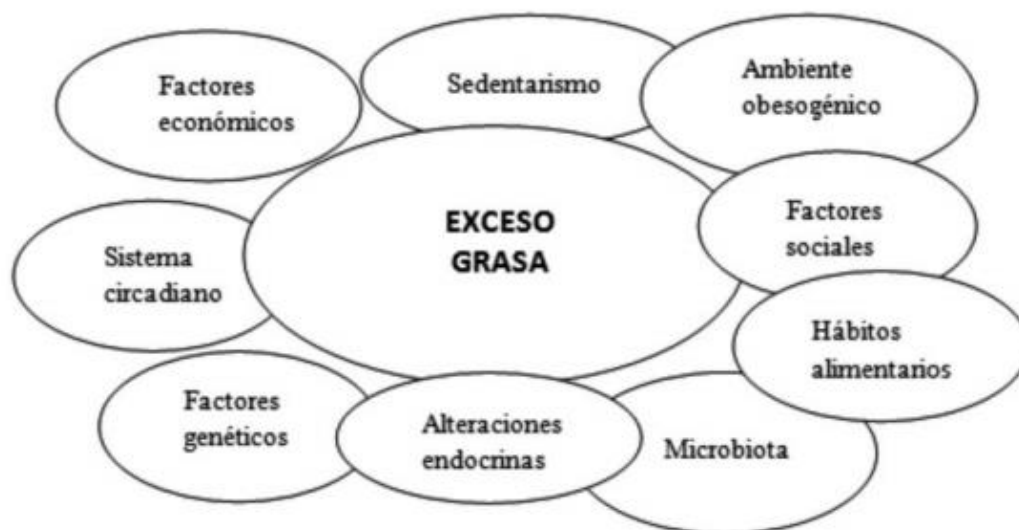 Factores
económicos
Sedentarismo
Ambiente
obesogénico
EXCESO
GRASA
Factores
sociales
Sistema
circadiano
Hábitos
alimentarios
Factores
genéticos
Alteraciones
endocrinas
Microbiota